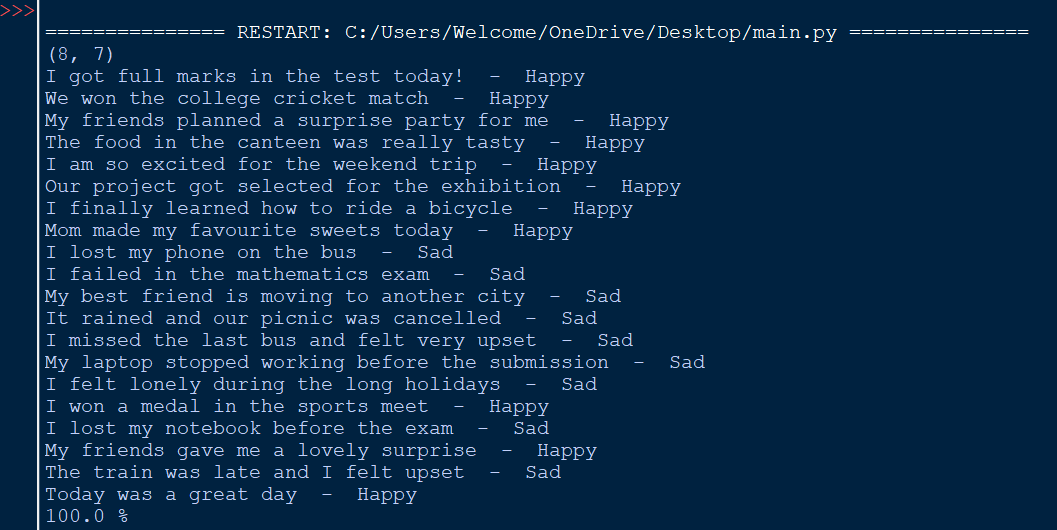 >>>
=============== RESTART: C:/Users/Welcome/OneDrive/Desktop/main.py ===============
(8, 7)
I got full marks in the test today!  -  Happy
We won the college cricket match  -  Happy
My friends planned a surprise party for me  -  Happy
The food in the canteen was really tasty  -  Happy
I am so excited for the weekend trip  -  Happy
Our project got selected for the exhibition  -  Happy
I finally learned how to ride a bicycle  -  Happy
Mom made my favourite sweets today  -  Happy
I lost my phone on the bus  -  Sad
I failed in the mathematics exam  -  Sad
My best friend is moving to another city  -  Sad
It rained and our picnic was cancelled  -  Sad
I missed the last bus and felt very upset  -  Sad
My laptop stopped working before the submission  -  Sad
I felt lonely during the long holidays  -  Sad
I won a medal in the sports meet  -  Happy
I lost my notebook before the exam  -  Sad
My friends gave me a lovely surprise  -  Happy
The train was late and I felt upset  -  Sad
Today was a great day  -  Happy
100.0 %